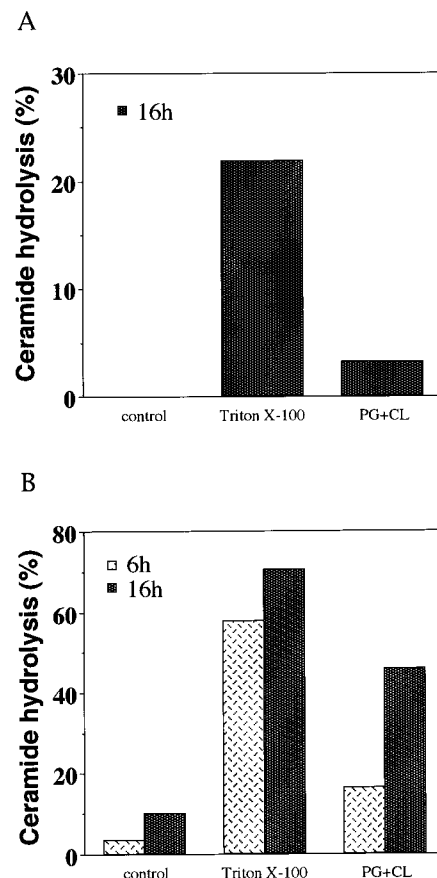 A
Ceramide hydrolysis (%)
30
20
10
0
16h
control Triton X-100 PG+CL
B
Ceramide hydrolysis (%)
80
60
40
20
0
6h
16h
control Triton X-100 PG+CL